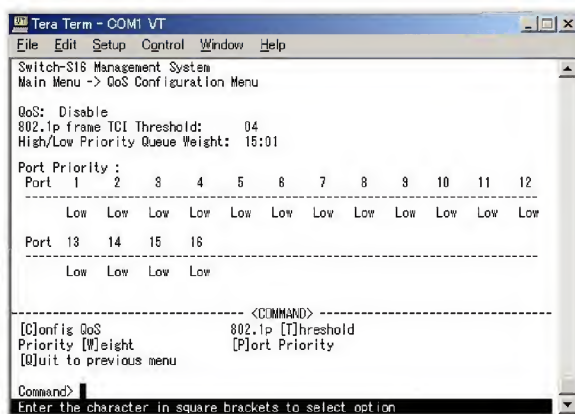 Tera Term - COM1 VT
File Edit Setup Control Window Help
Switch-S16 Management System
Main Menu -> QoS Configuration Menu
QoS: Disable
802.1p frame TCI Threshold: 04
High/Low Priority Queue Weight: 15:01
Port Priority :
Port 1 2 3 4 5 6 7 8 9 10 11 12
Low Low Low Low Low Low Low Low Low Low Low Low
Port 13 14 15 16
Low Low Low Low
<COMMAND>
[C]onfig QoS 802.1p [T]hreshold
Priority [W]eight [P]ort Priority
[Q]uit to previous menu
Command>
Enter the character in square brackets to select option